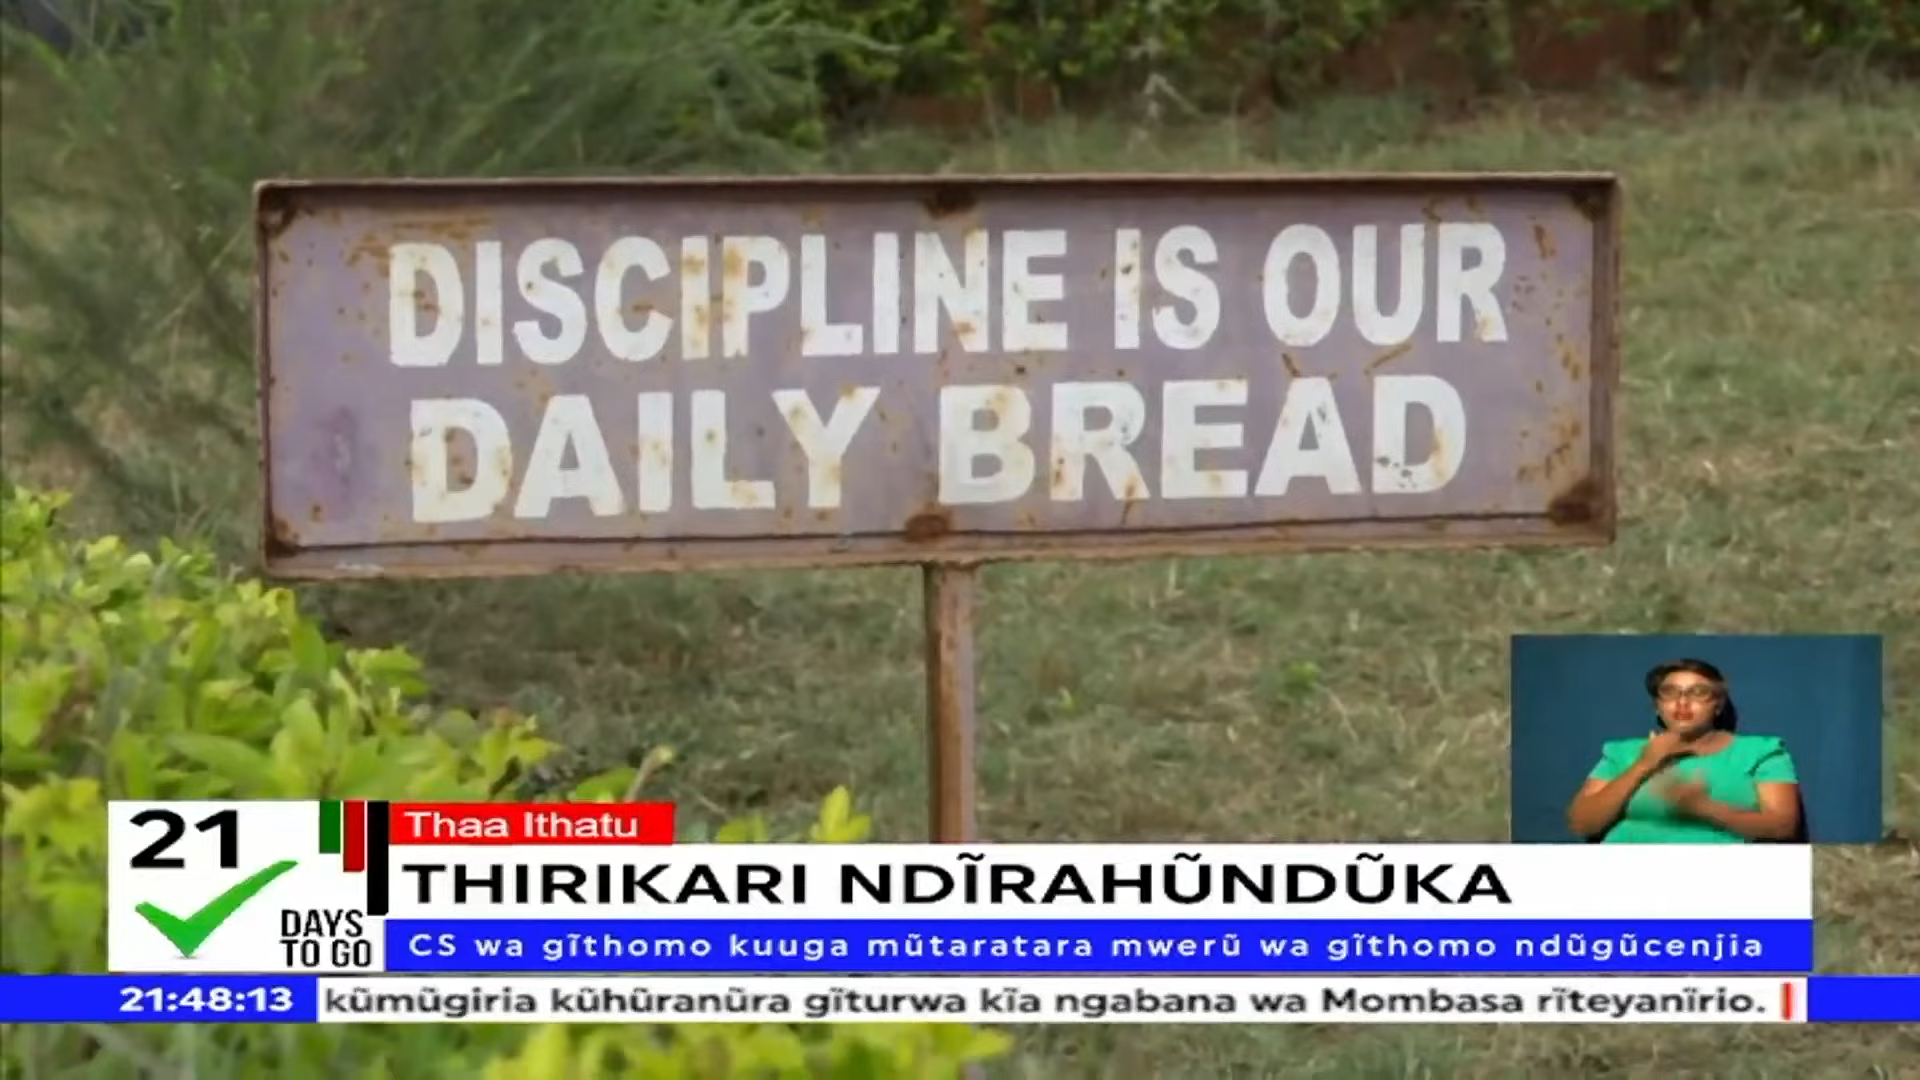 DISCIPLINE IS OUR
DAILY BREAD
21
DAYS
TO GO
Thaa Ithatu
THIRIKARI NDĨRAHŨNDŨKA
CS wa gĩthomo kuuga mũtaratara mwerũ wa gĩthomo ndũgũcenjia
21:48:13
kũmũgiria kũhũranũra gĩturwa kĩa ngabana wa Mombasa rĩteyanĩrio.